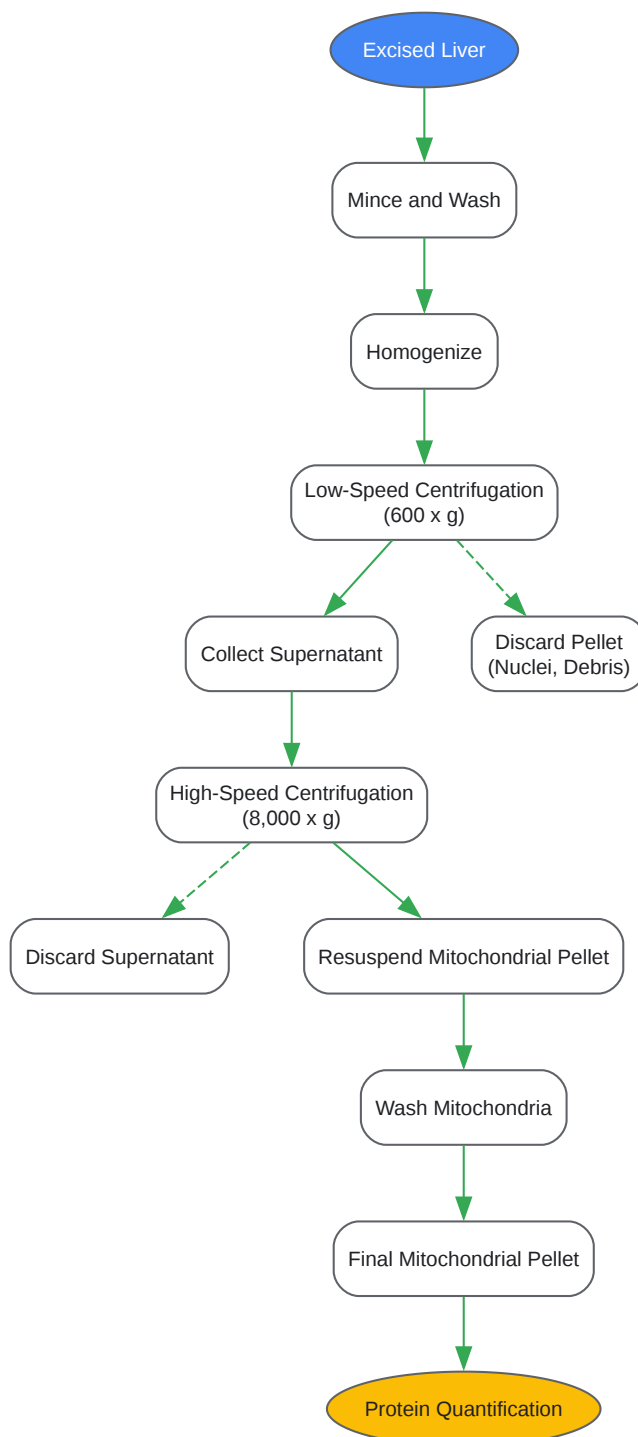 Excised Liver
Mince and Wash
Homogenize
Low-Speed Centrifugation
(600 x g)
Collect Supernatant
Discard Pellet
(Nuclei, Debris)
High-Speed Centrifugation
(8,000 x g)
Discard Supernatant
Resuspend Mitochondrial Pellet
Wash Mitochondria
Final Mitochondrial Pellet
Protein Quantification